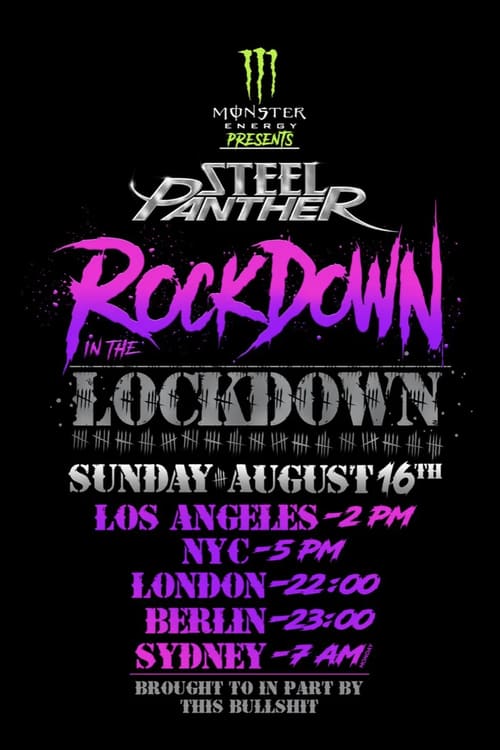 MONSTER
ENERGY
PRESENTS
STEEL
PANTHER
ROCKDOWN
IN THE
LOCKDOWN
SUNDAY AUGUST 16TH
LOS ANGELES - 2 PM
NYC - 5 PM
LONDON - 22:00
BERLIN - 23:00
SYDNEY - 7 AM MONDAY
BROUGHT TO IN PART BY
THIS BULLSHIT